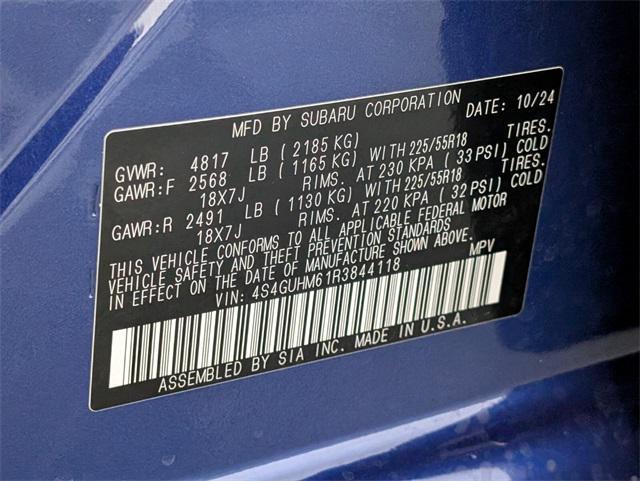 MFD BY SUBARU CORPORATION DATE: 10/24
GVWR: 4817 LB ( 2185 KG)
GAWR:F 2568 LB ( 1165 KG) WITH 225/55R18 TIRES.
18X7J RIMS. AT 230 KPA ( 33 PSI) COLD
GAWR:R 2491 LB ( 1130 KG) WITH 225/55R18 TIRES.
18X7J RIMS. AT 220 KPA ( 32 PSI) COLD
THIS VEHICLE CONFORMS TO ALL APPLICABLE FEDERAL MOTOR
VEHICLE SAFETY AND THEFT PREVENTION STANDARDS
IN EFFECT ON THE DATE OF MANUFACTURE SHOWN ABOVE.
VIN: 4S4GUHM61R3844118 MPV
ASSEMBLED BY SIA INC. MADE IN U.S.A.